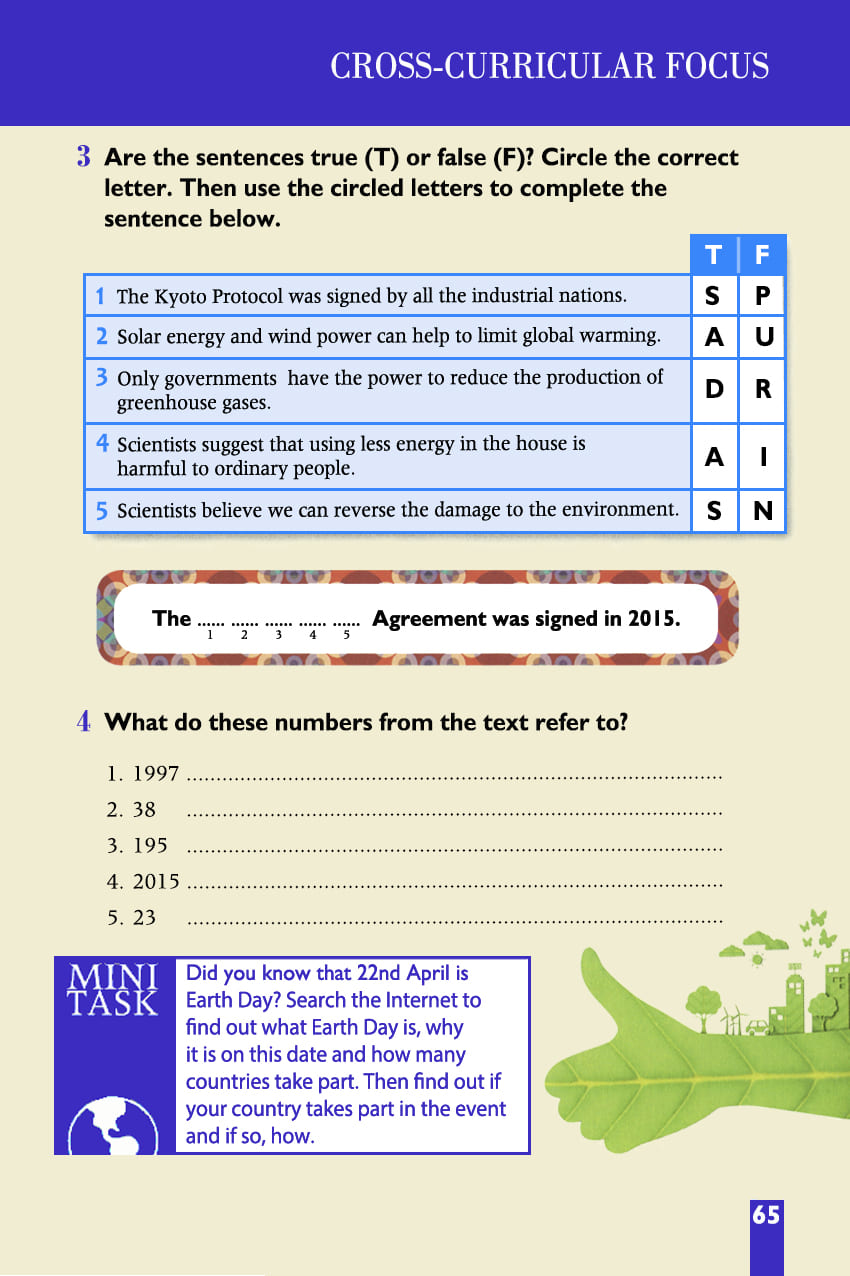 CROSS-CURRICULAR FOCUS
3 Are the sentences true (T) or false (F)? Circle the correct
letter. Then use the circled letters to complete the
sentence below.
T F
1 The Kyoto Protocol was signed by all the industrial nations. S P
2 Solar energy and wind power can help to limit global warming. A U
3 Only governments have the power to reduce the production of
greenhouse gases. D R
4 Scientists suggest that using less energy in the house is
harmful to ordinary people. A I
5 Scientists believe we can reverse the damage to the environment. S N
The ...... ...... ...... ...... ...... Agreement was signed in 2015.
1 2 3 4 5
4 What do these numbers from the text refer to?
1. 1997 ............................................................................................
2. 38 ............................................................................................
3. 195 ............................................................................................
4. 2015 ............................................................................................
5. 23 ............................................................................................
MINI
TASK
Did you know that 22nd April is
Earth Day? Search the Internet to
find out what Earth Day is, why
it is on this date and how many
countries take part. Then find out if
your country takes part in the event
and if so, how.
65